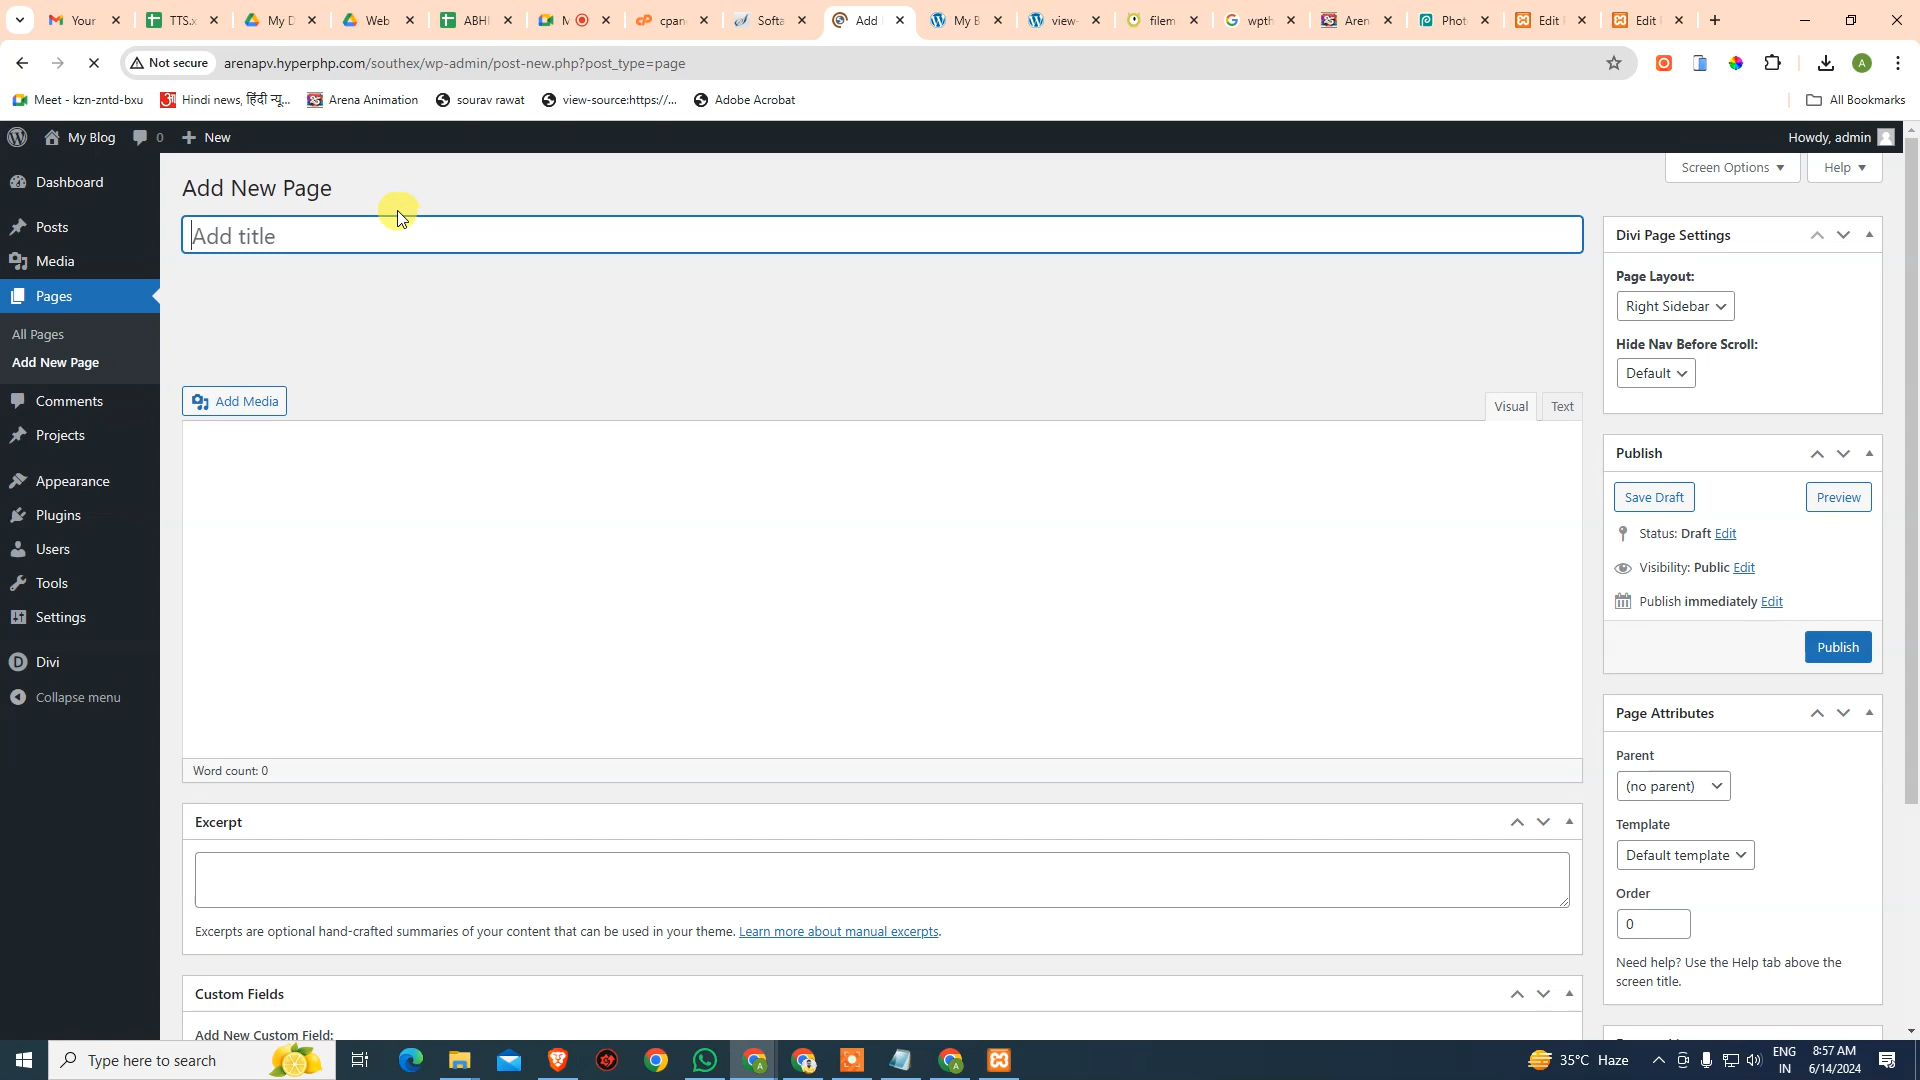 Your
TTS.x
My D
Web
ABHI
M
cpan
Softa
Add
My B
view-
filem
wpth
Aren
Phot
Edit
Edit
Not secure
arenapv.hyperphp.com/southex/wp-admin/post-new.php?post_type=page
A
Meet - kzn-zntd-bxu
Hindi news, हिंदी न्यू...
Arena Animation
sourav rawat
view-source:https://...
Adobe Acrobat
All Bookmarks
My Blog
0
New
Howdy, admin
Dashboard
Posts
Media
Pages
All Pages
Add New Page
Comments
Projects
Appearance
Plugins
Users
Tools
Settings
Divi
Collapse menu
Screen Options
Help
Add New Page
Add title
Add Media
Visual
Text
Word count: 0
Excerpt
Excerpts are optional hand-crafted summaries of your content that can be used in your theme. Learn more about manual excerpts.
Custom Fields
Add New Custom Field:
Divi Page Settings
Page Layout:
Right Sidebar
Hide Nav Before Scroll:
Default
Publish
Save Draft
Preview
Status: Draft Edit
Visibility: Public Edit
Publish immediately Edit
Publish
Page Attributes
Parent
(no parent)
Template
Default template
Order
0
Need help? Use the Help tab above the
screen title.
Type here to search
35°C Haze
ENG
IN
8:57 AM
6/14/2024